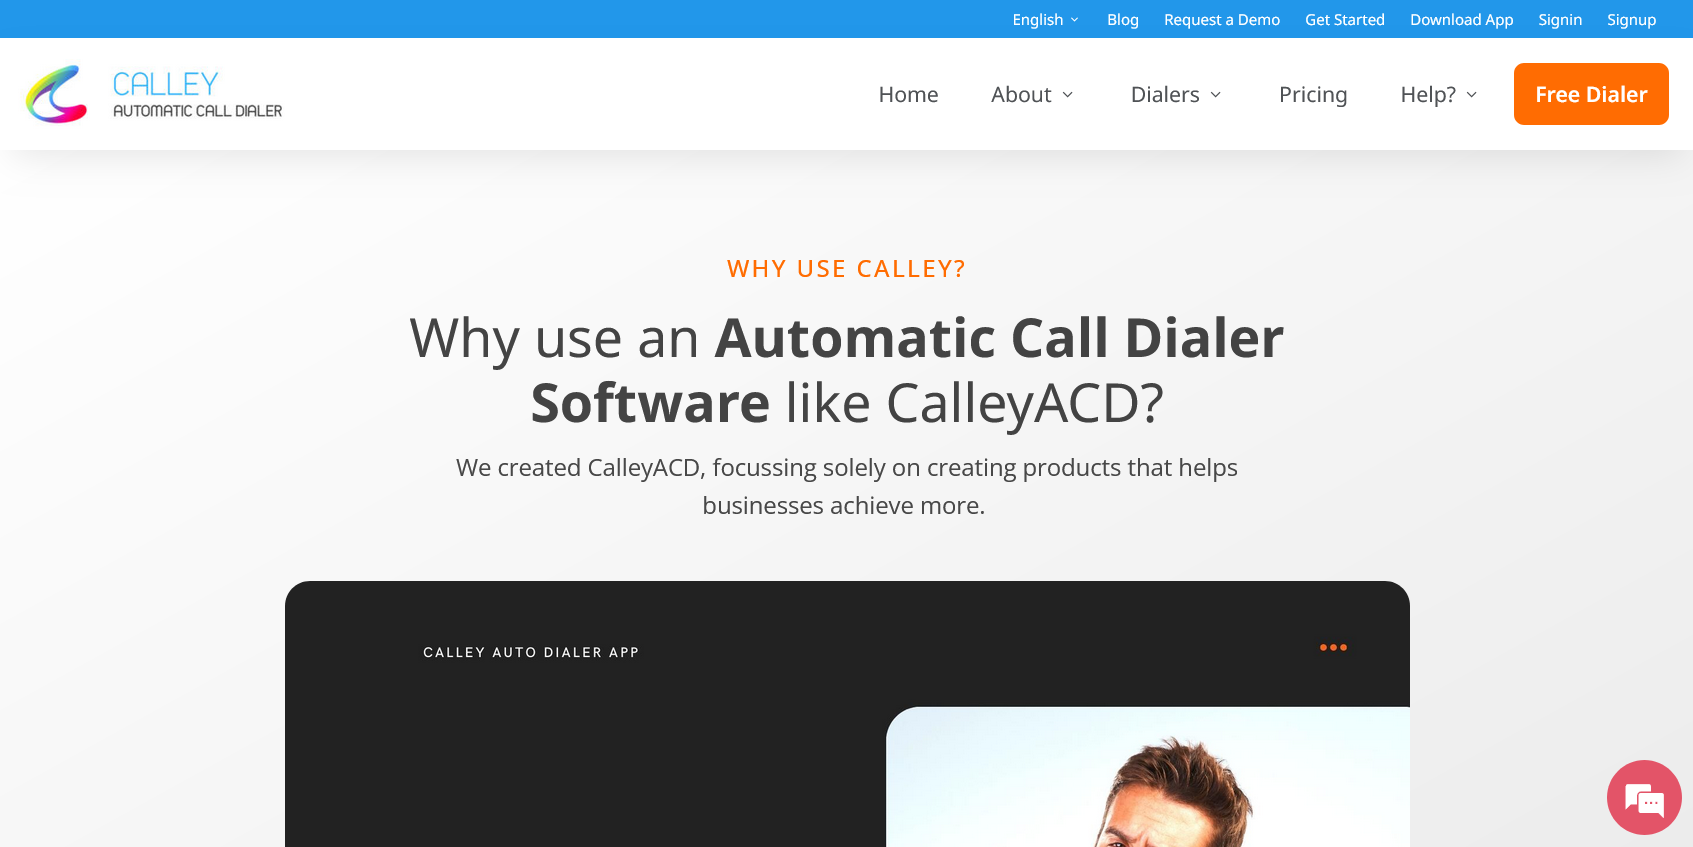 English
Blog
Request a Demo
Get Started
Download App
Signin
Signup
CALLEY
AUTOMATIC CALL DIALER
Home
About
Dialers
Pricing
Help?
Free Dialer
WHY USE CALLEY?
Why use an Automatic Call Dialer
Software like CalleyACD?
We created CalleyACD, focussing solely on creating products that helps
businesses achieve more.
CALLEY AUTO DIALER APP